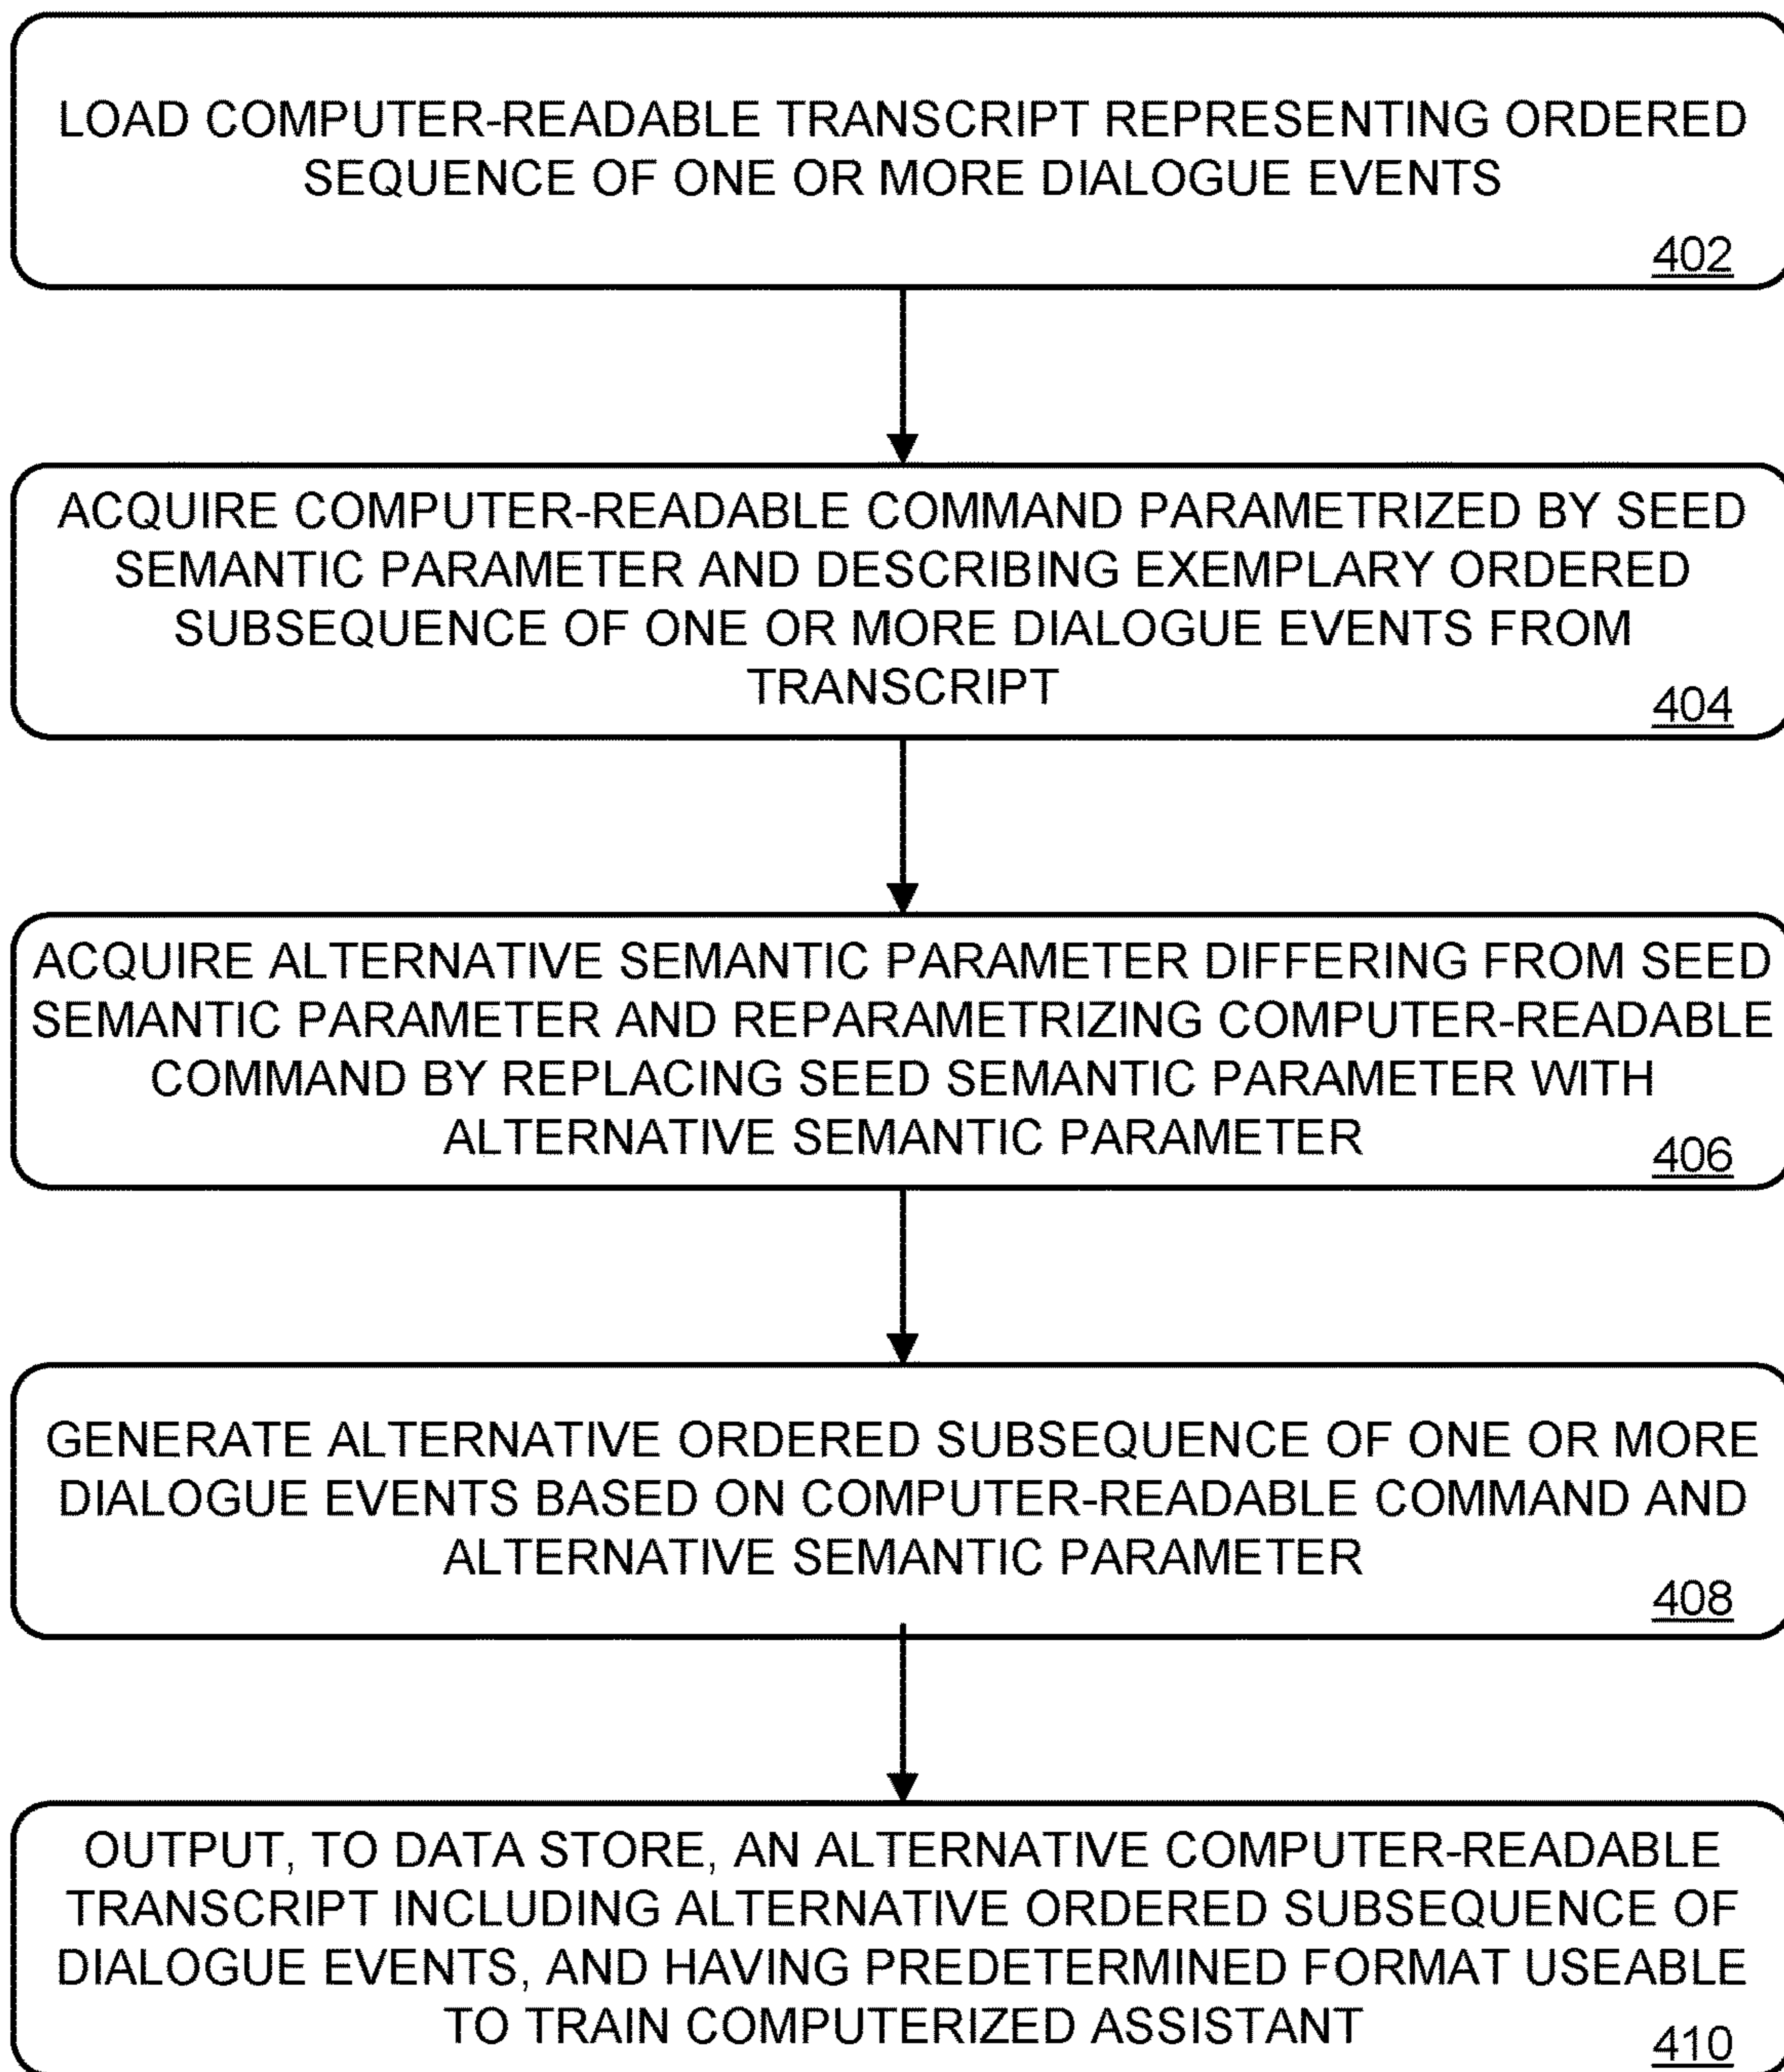 LOAD COMPUTER-READABLE TRANSCRIPT REPRESENTING ORDERED
SEQUENCE OF ONE OR MORE DIALOGUE EVENTS
402
ACQUIRE COMPUTER-READABLE COMMAND PARAMETRIZED BY SEED
SEMANTIC PARAMETER AND DESCRIBING EXEMPLARY ORDERED
SUBSEQUENCE OF ONE OR MORE DIALOGUE EVENTS FROM
TRANSCRIPT
404
ACQUIRE ALTERNATIVE SEMANTIC PARAMETER DIFFERING FROM SEED
SEMANTIC PARAMETER AND REPARAMETRIZING COMPUTER-READABLE
COMMAND BY REPLACING SEED SEMANTIC PARAMETER WITH
ALTERNATIVE SEMANTIC PARAMETER
406
GENERATE ALTERNATIVE ORDERED SUBSEQUENCE OF ONE OR MORE
DIALOGUE EVENTS BASED ON COMPUTER-READABLE COMMAND AND
ALTERNATIVE SEMANTIC PARAMETER
408
OUTPUT, TO DATA STORE, AN ALTERNATIVE COMPUTER-READABLE
TRANSCRIPT INCLUDING ALTERNATIVE ORDERED SUBSEQUENCE OF
DIALOGUE EVENTS, AND HAVING PREDETERMINED FORMAT USEABLE
TO TRAIN COMPUTERIZED ASSISTANT
410